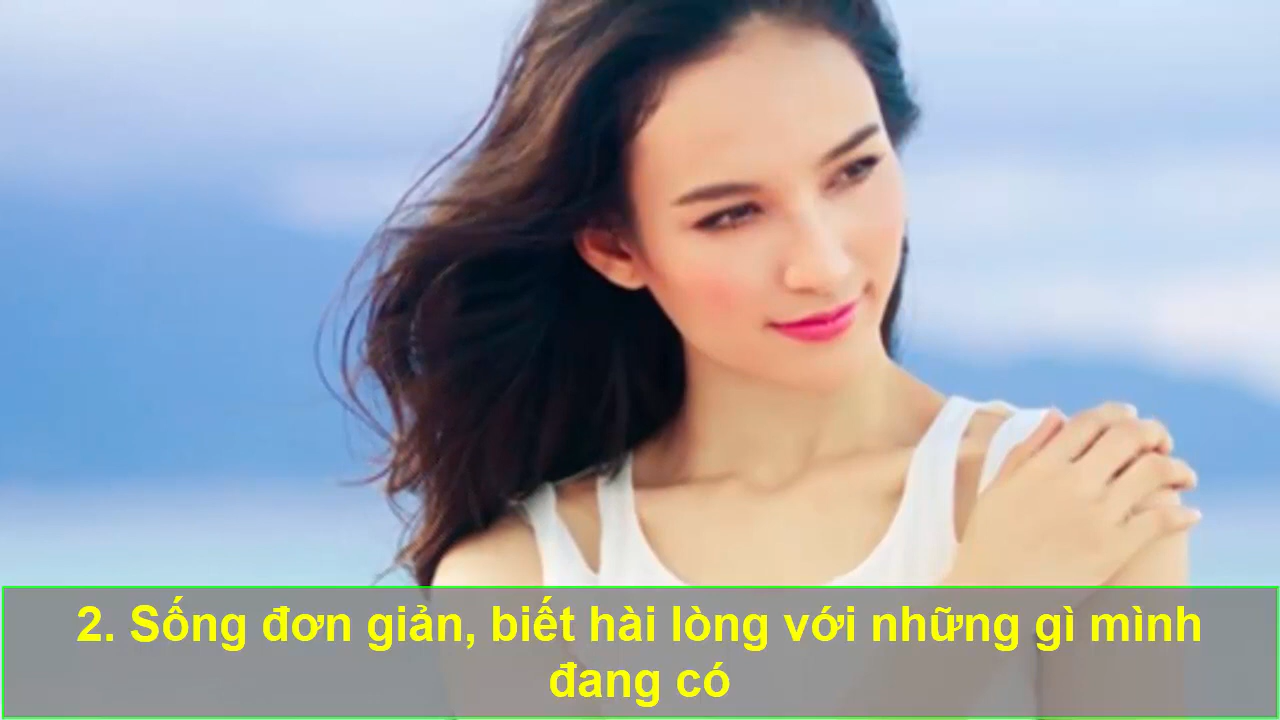 2. Sống đơn giản, biết hài lòng với những gì mình
đang có